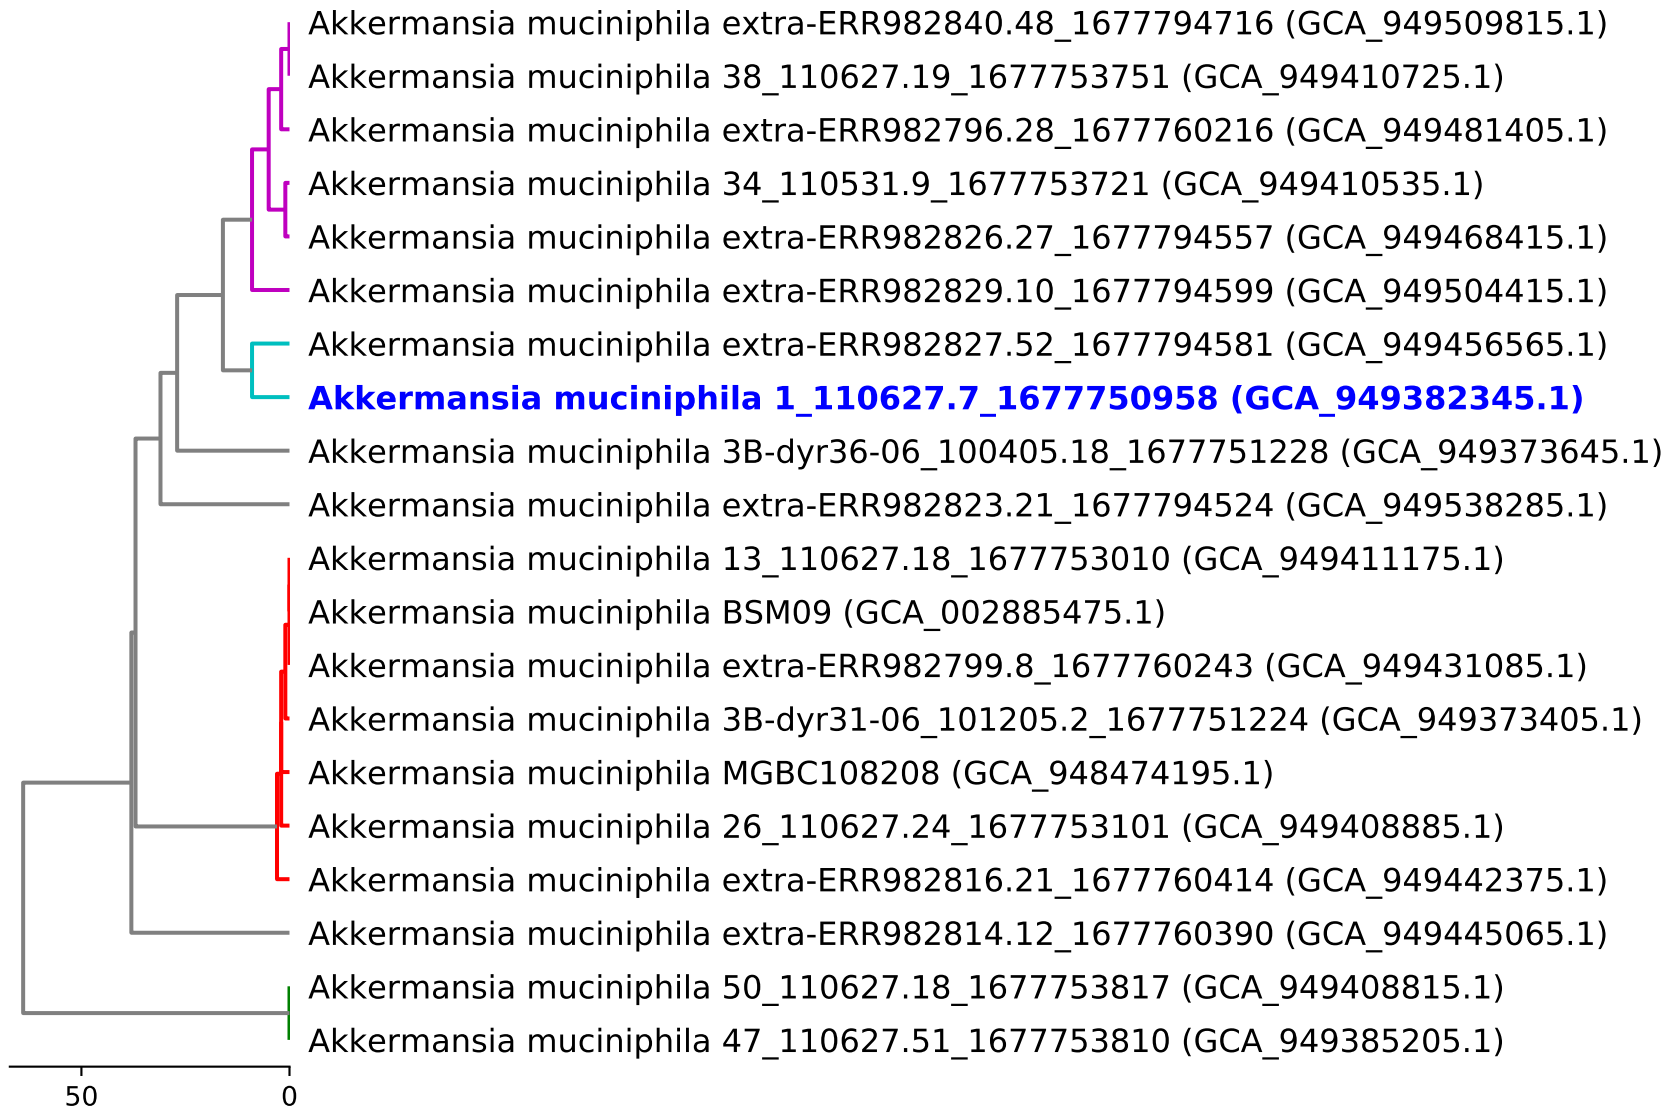 Akkermansia muciniphila extra-ERR982840.48_1677794716 (GCA_949509815.1)
Akkermansia muciniphila 38_110627.19_1677753751 (GCA_949410725.1)
Akkermansia muciniphila extra-ERR982796.28_1677760216 (GCA_949481405.1)
Akkermansia muciniphila 34_110531.9_1677753721 (GCA_949410535.1)
Akkermansia muciniphila extra-ERR982826.27_1677794557 (GCA_949468415.1)
Akkermansia muciniphila extra-ERR982829.10_1677794599 (GCA_949504415.1)
Akkermansia muciniphila extra-ERR982827.52_1677794581 (GCA_949456565.1)
Akkermansia muciniphila 1_110627.7_1677750958 (GCA_949382345.1)
Akkermansia muciniphila 3B-dyr36-06_100405.18_1677751228 (GCA_949373645.1)
Akkermansia muciniphila extra-ERR982823.21_1677794524 (GCA_949538285.1)
Akkermansia muciniphila 13_110627.18_1677753010 (GCA_949411175.1)
Akkermansia muciniphila BSM09 (GCA_002885475.1)
Akkermansia muciniphila extra-ERR982799.8_1677760243 (GCA_949431085.1)
Akkermansia muciniphila 3B-dyr31-06_101205.2_1677751224 (GCA_949373405.1)
Akkermansia muciniphila MGBC108208 (GCA_948474195.1)
Akkermansia muciniphila 26_110627.24_1677753101 (GCA_949408885.1)
Akkermansia muciniphila extra-ERR982816.21_1677760414 (GCA_949442375.1)
Akkermansia muciniphila extra-ERR982814.12_1677760390 (GCA_949445065.1)
Akkermansia muciniphila 50_110627.18_1677753817 (GCA_949408815.1)
Akkermansia muciniphila 47_110627.51_1677753810 (GCA_949385205.1)
50 0